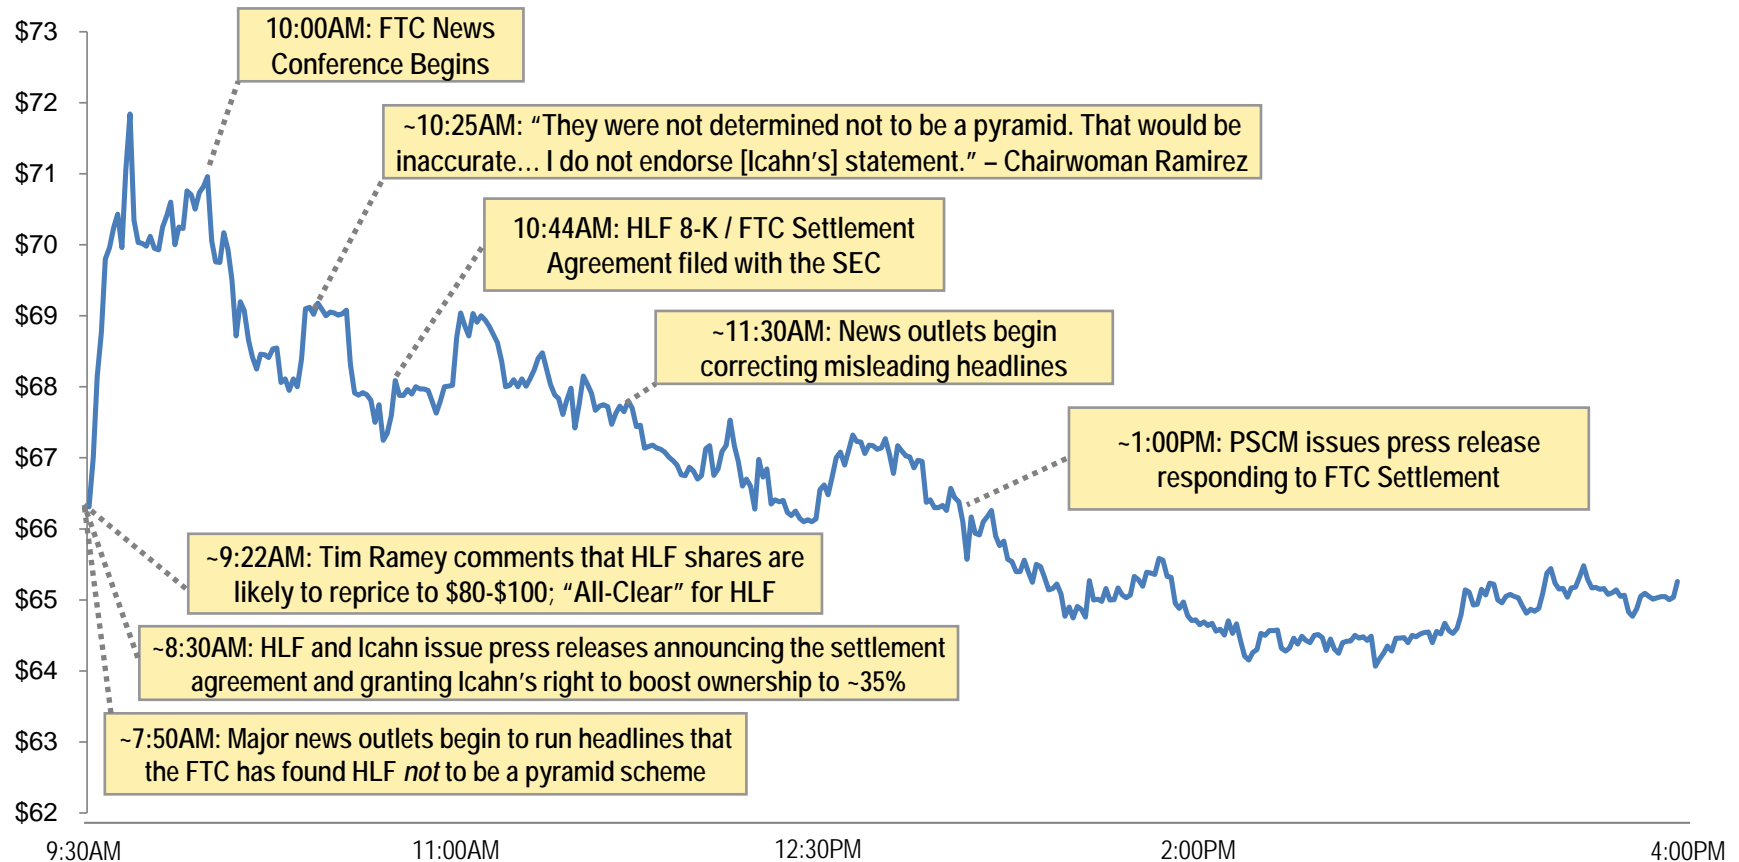 $73
$72
$71
$70
$69
$68
$67
$66
$65
$64
$63
$62
10:00AM: FTC News
Conference Begins
~10:25AM: “They were not determined not to be a pyramid. That would be
inaccurate… I do not endorse [Icahn’s] statement.” – Chairwoman Ramirez
10:44AM: HLF 8-K / FTC Settlement
Agreement filed with the SEC
~11:30AM: News outlets begin
correcting misleading headlines
~1:00PM: PSCM issues press release
responding to FTC Settlement
~9:22AM: Tim Ramey comments that HLF shares are
likely to reprice to $80-$100; “All-Clear” for HLF
~8:30AM: HLF and Icahn issue press releases announcing the settlement
agreement and granting Icahn’s right to boost ownership to ~35%
~7:50AM: Major news outlets begin to run headlines that
the FTC has found HLF not to be a pyramid scheme
9:30AM
11:00AM
12:30PM
2:00PM
4:00PM